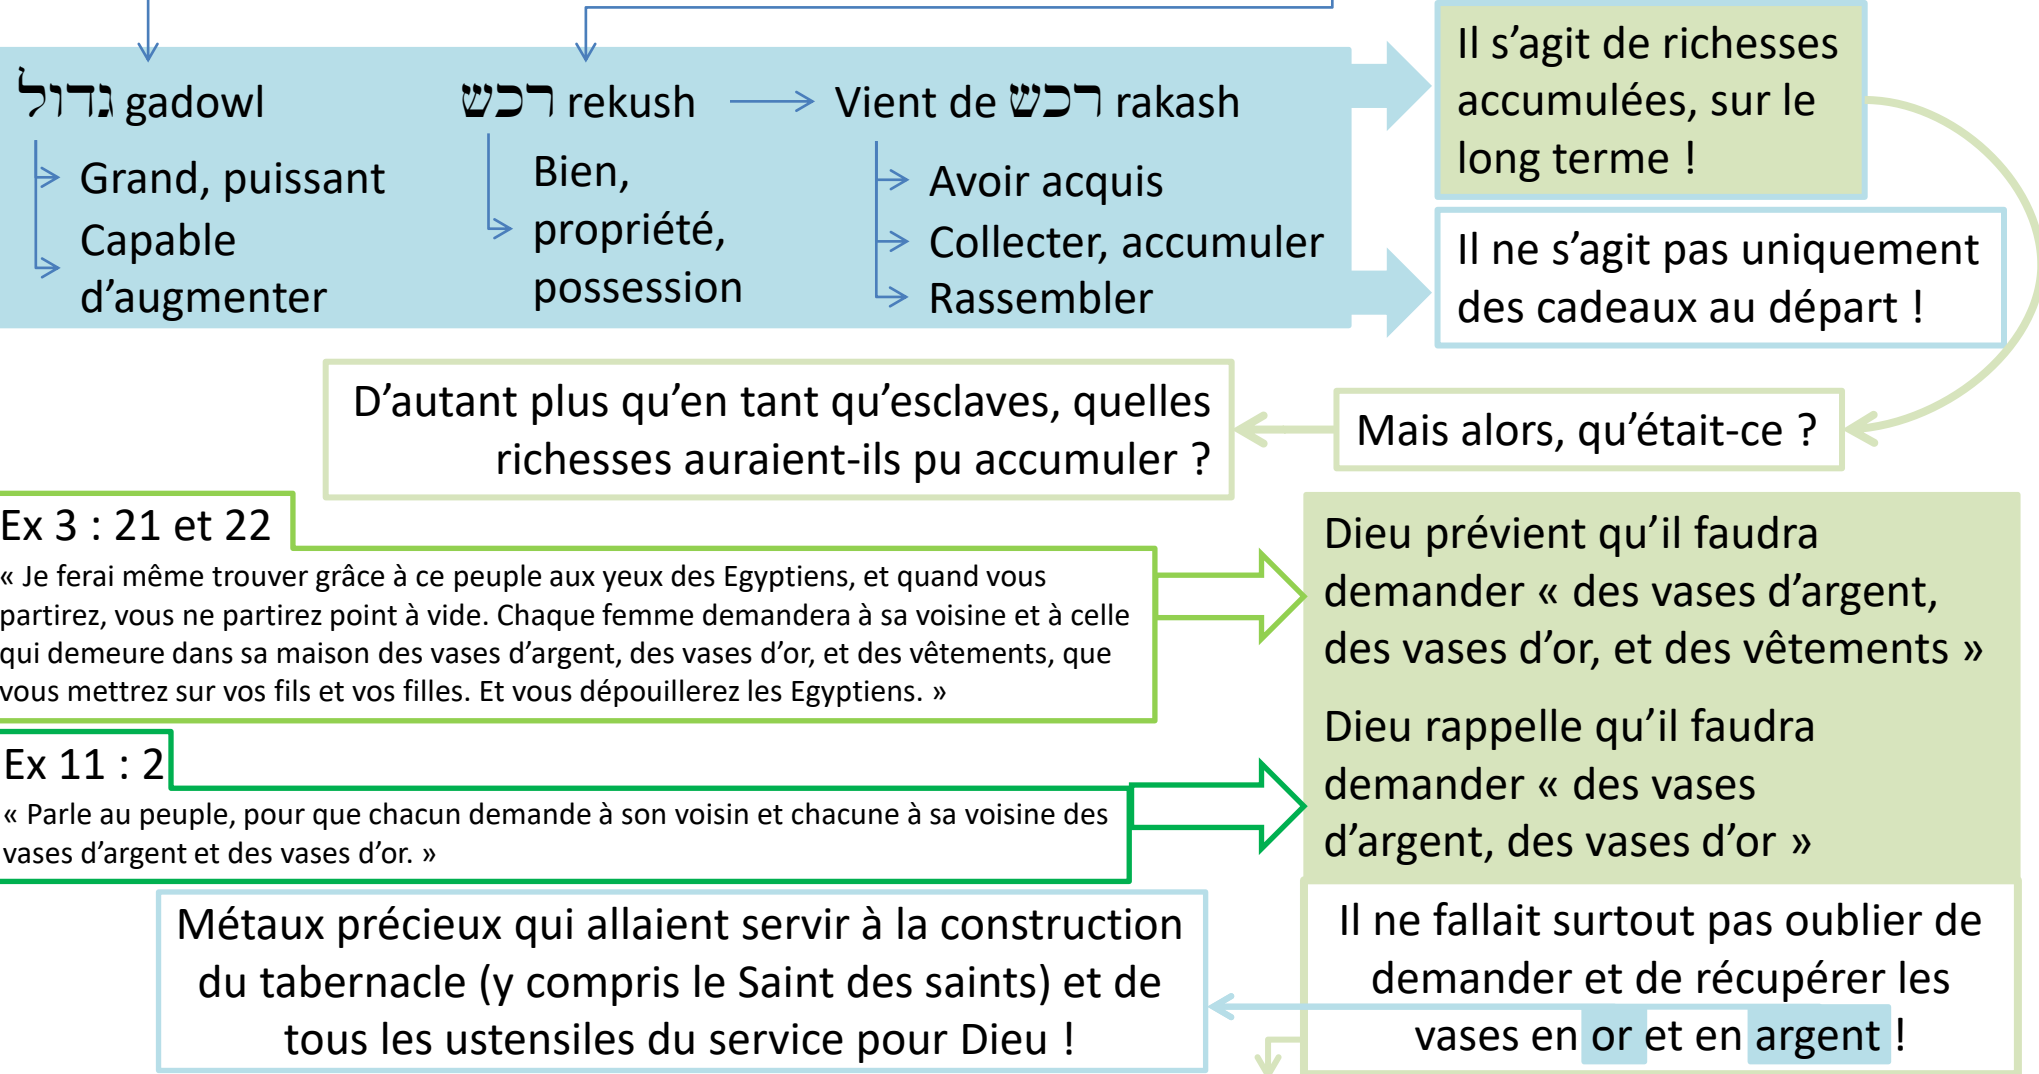 גדול gadowl
Grand, puissant
Capable
d'augmenter
רכש rekush
Bien,
propriété,
possession
Vient de רכש rakash
Avoir acquis
Collecter, accumuler
Rassembler
Il s’agit de richesses
accumulées, sur le
long terme !
Il ne s’agit pas uniquement
des cadeaux au départ !
Mais alors, qu’était-ce ?
D’autant plus qu’en tant qu’esclaves, quelles
richesses auraient-ils pu accumuler ?
Ex 3 : 21 et 22
« Je ferai même trouver grâce à ce peuple aux yeux des Egyptiens, et quand vous
partirez, vous ne partirez point à vide. Chaque femme demandera à sa voisine et à celle
qui demeure dans sa maison des vases d’argent, des vases d’or, et des vêtements, que
vous mettrez sur vos fils et vos filles. Et vous dépouillerez les Egyptiens. »
Dieu prévient qu’il faudra
demander « des vases d’argent,
des vases d’or, et des vêtements »
Ex 11 : 2
« Parle au peuple, pour que chacun demande à son voisin et chacune à sa voisine des
vases d’argent et des vases d’or. »
Dieu rappelle qu’il faudra
demander « des vases
d’argent, des vases d’or »
Il ne fallait surtout pas oublier de
demander et de récupérer les
vases en or et en argent !
Métaux précieux qui allaient servir à la construction
du tabernacle (y compris le Saint des saints) et de
tous les ustensiles du service pour Dieu !